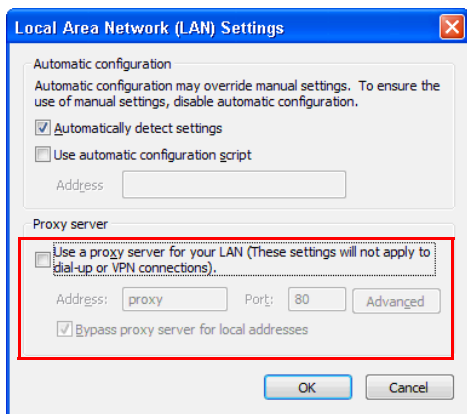 Local Area Network (LAN) Settings
Automatic configuration
Automatic configuration may override manual settings. To ensure the
use of manual settings, disable automatic configuration.
Automatically detect settings
Use automatic configuration script
Address
Proxy server
Use a proxy server for your LAN (These settings will not apply to
dial-up or VPN connections).
Address: proxy Port: 80 Advanced
Bypass proxy server for local addresses
OK Cancel